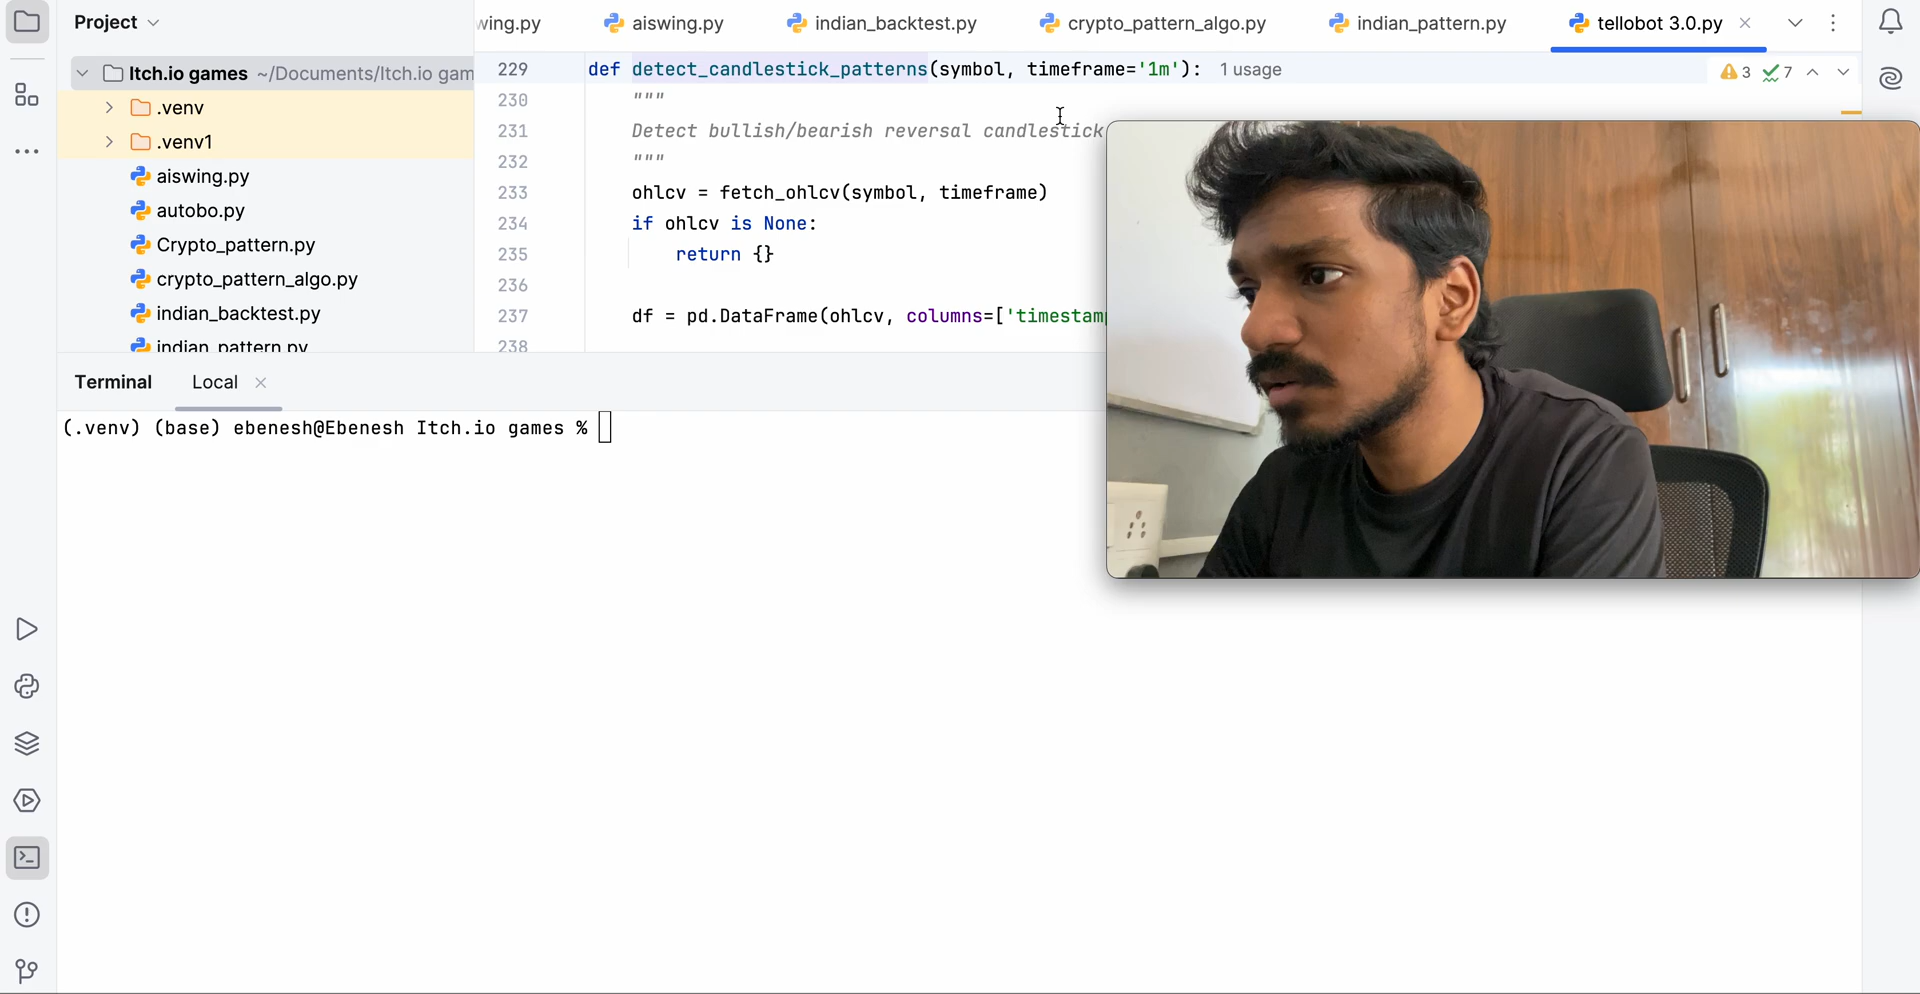 Project
wing.py
aiswing.py
indian_backtest.py
crypto_pattern_algo.py
indian_pattern.py
tellobot 3.0.py
Itch.io games ~/Documents/Itch.io gam
.venv
.venv1
aiswing.py
autobo.py
Crypto_pattern.py
crypto_pattern_algo.py
indian_backtest.py
indian_pattern.py
229 def detect_candlestick_patterns(symbol, timeframe='1m'): 1 usage
3 7
230 """
231 Detect bullish/bearish reversal candlestick
232 """
233 ohlcv = fetch_ohlcv(symbol, timeframe)
234 if ohlcv is None:
235 return {}
236
237 df = pd.DataFrame(ohlcv, columns=['timestamp
238
Terminal Local
(.venv) (base) ebenesh@Ebenesh Itch.io games %